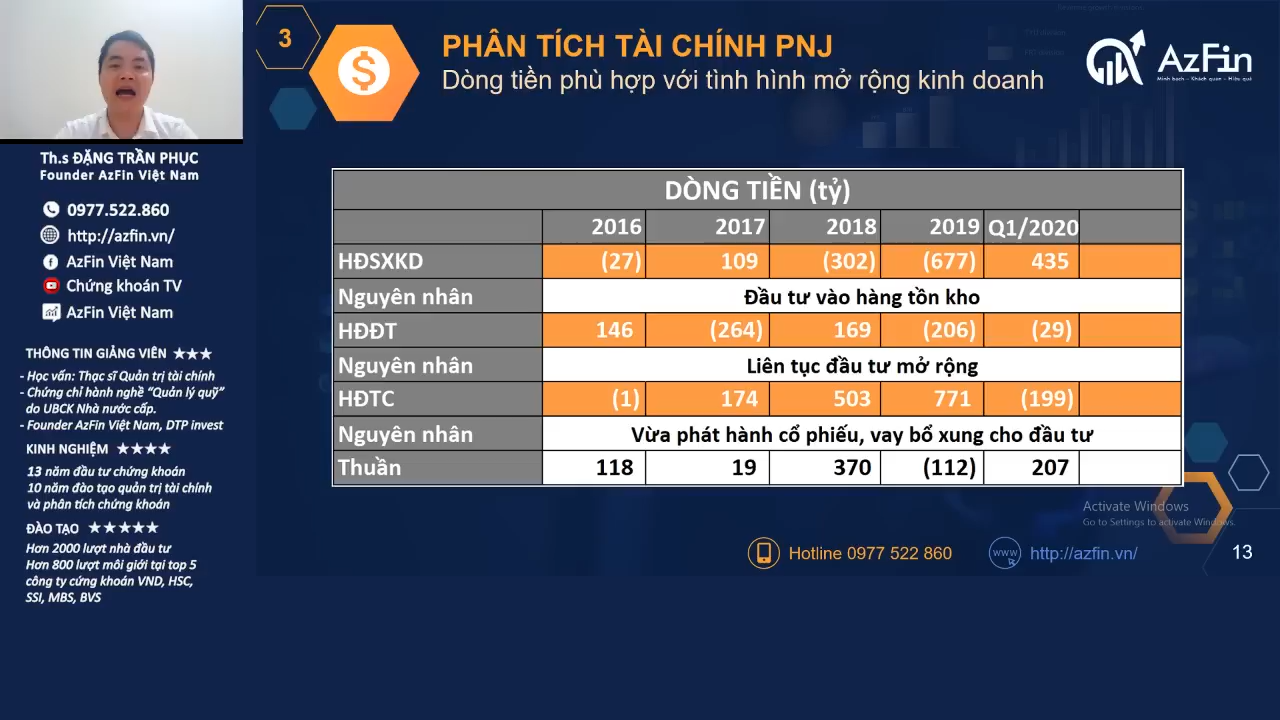 3
PHÂN TÍCH TÀI CHÍNH PNJ
Dòng tiền phù hợp với tình hình mở rộng kinh doanh
AzFin
Minh bạch - Khách quan - Hiệu quả
Th.s ĐẶNG TRẦN PHỤC
Founder AzFin Việt Nam
0977.522.860
http://azfin.vn/
AzFin Việt Nam
Chứng khoán TV
AzFin Việt Nam
THÔNG TIN GIẢNG VIÊN ★★★
- Học vấn: Thạc sĩ Quản trị tài chính
- Chứng chỉ hành nghề “Quản lý quỹ”
do UBCK Nhà nước cấp.
- Founder AzFin Việt Nam, DTP invest
KINH NGHIỆM ★★★★
13 năm đầu tư chứng khoán
10 năm đào tạo quản trị tài chính
và phân tích chứng khoán
ĐÀO TẠO ★★★★★
Hơn 2000 lượt nhà đầu tư
Hơn 800 lượt môi giới tại top 5
công ty cứng khoán VND, HSC,
SSI, MBS, BVS
DÒNG TIỀN (tỷ)
2016 2017 2018 2019 Q1/2020
HĐSXKD (27) 109 (302) (677) 435
Nguyên nhân Đầu tư vào hàng tồn kho
HĐĐT 146 (264) 169 (206) (29)
Nguyên nhân Liên tục đầu tư mở rộng
HĐTC (1) 174 503 771 (199)
Nguyên nhân Vừa phát hành cổ phiếu, vay bổ xung cho đầu tư
Thuần 118 19 370 (112) 207
Activate Windows
Go to Settings to activate Windows.
Hotline 0977 522 860
www
http://azfin.vn/
13